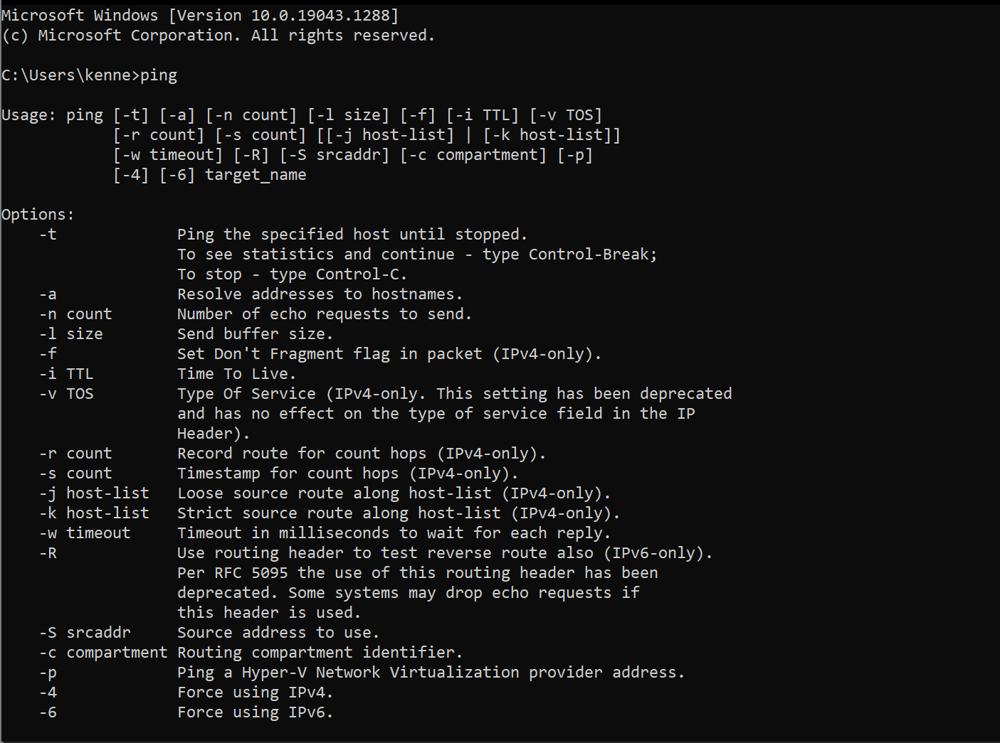 Microsoft Windows [Version 10.0.19043.1288]
(c) Microsoft Corporation. All rights reserved.

C:\Users\kenne>ping

Usage: ping [-t] [-a] [-n count] [-l size] [-f] [-i TTL] [-v TOS]
            [-r count] [-s count] [[-j host-list] | [-k host-list]]
            [-w timeout] [-R] [-S srcaddr] [-c compartment] [-p]
            [-4] [-6] target_name

Options:
    -t             Ping the specified host until stopped.
                   To see statistics and continue - type Control-Break;
                   To stop - type Control-C.
    -a             Resolve addresses to hostnames.
    -n count       Number of echo requests to send.
    -l size        Send buffer size.
    -f             Set Don't Fragment flag in packet (IPv4-only).
    -i TTL         Time To Live.
    -v TOS         Type Of Service (IPv4-only. This setting has been deprecated
                   and has no effect on the type of service field in the IP
                   Header).
    -r count       Record route for count hops (IPv4-only).
    -s count       Timestamp for count hops (IPv4-only).
    -j host-list   Loose source route along host-list (IPv4-only).
    -k host-list   Strict source route along host-list (IPv4-only).
    -w timeout     Timeout in milliseconds to wait for each reply.
    -R             Use routing header to test reverse route also (IPv6-only).
                   Per RFC 5095 the use of this routing header has been
                   deprecated. Some systems may drop echo requests if
                   this header is used.
    -S srcaddr     Source address to use.
    -c compartment Routing compartment identifier.
    -p             Ping a Hyper-V Network Virtualization provider address.
    -4             Force using IPv4.
    -6             Force using IPv6.